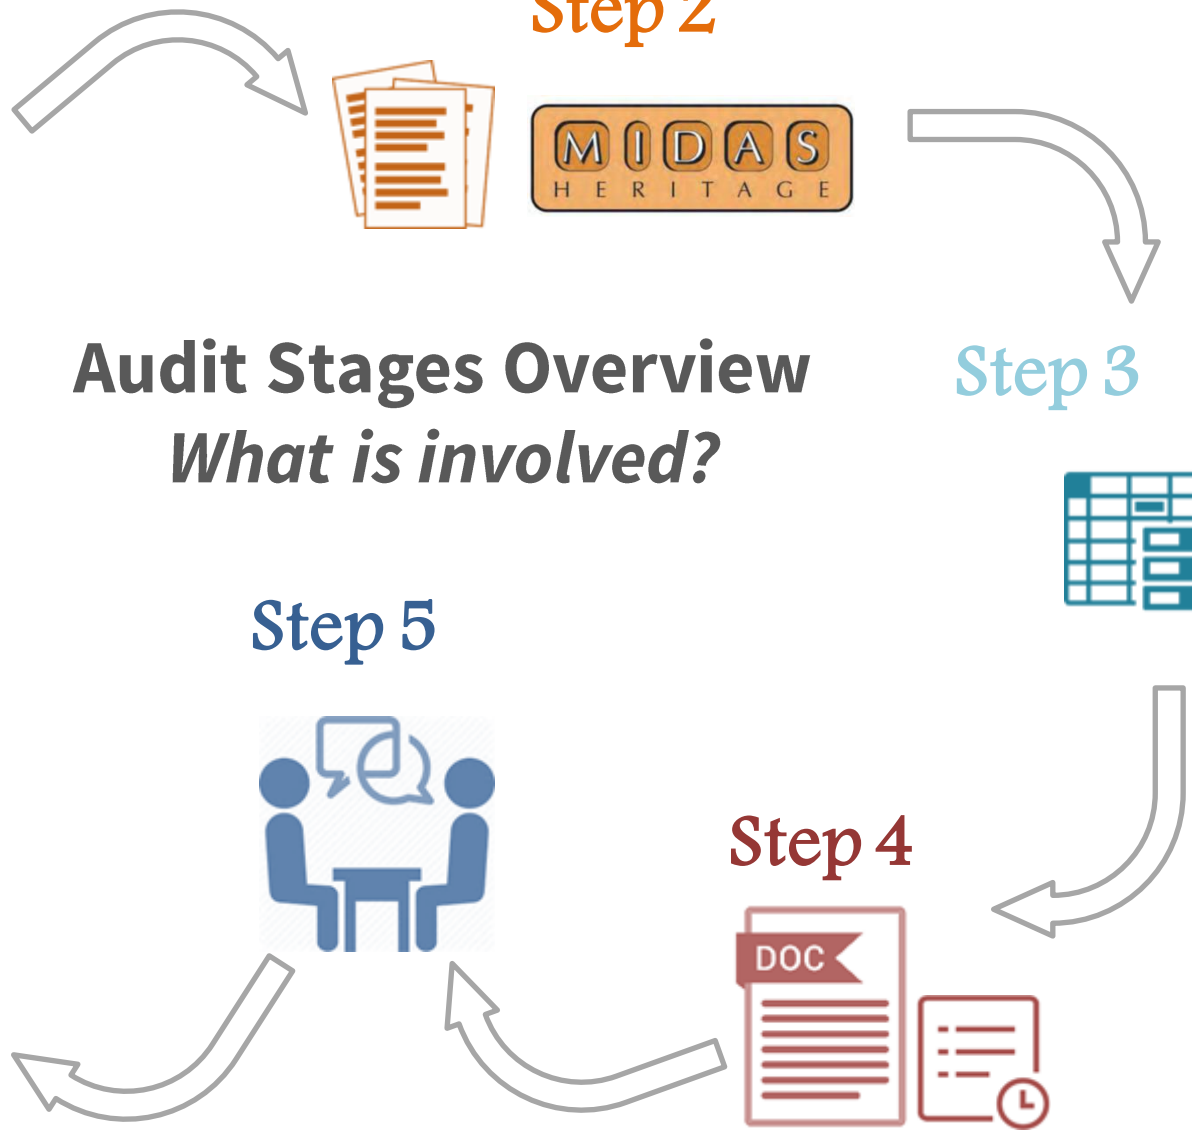 Step 2
MIDAS
HERITAGE
Audit Stages Overview
What is involved?
Step 3
Step 5
Step 4
DOC